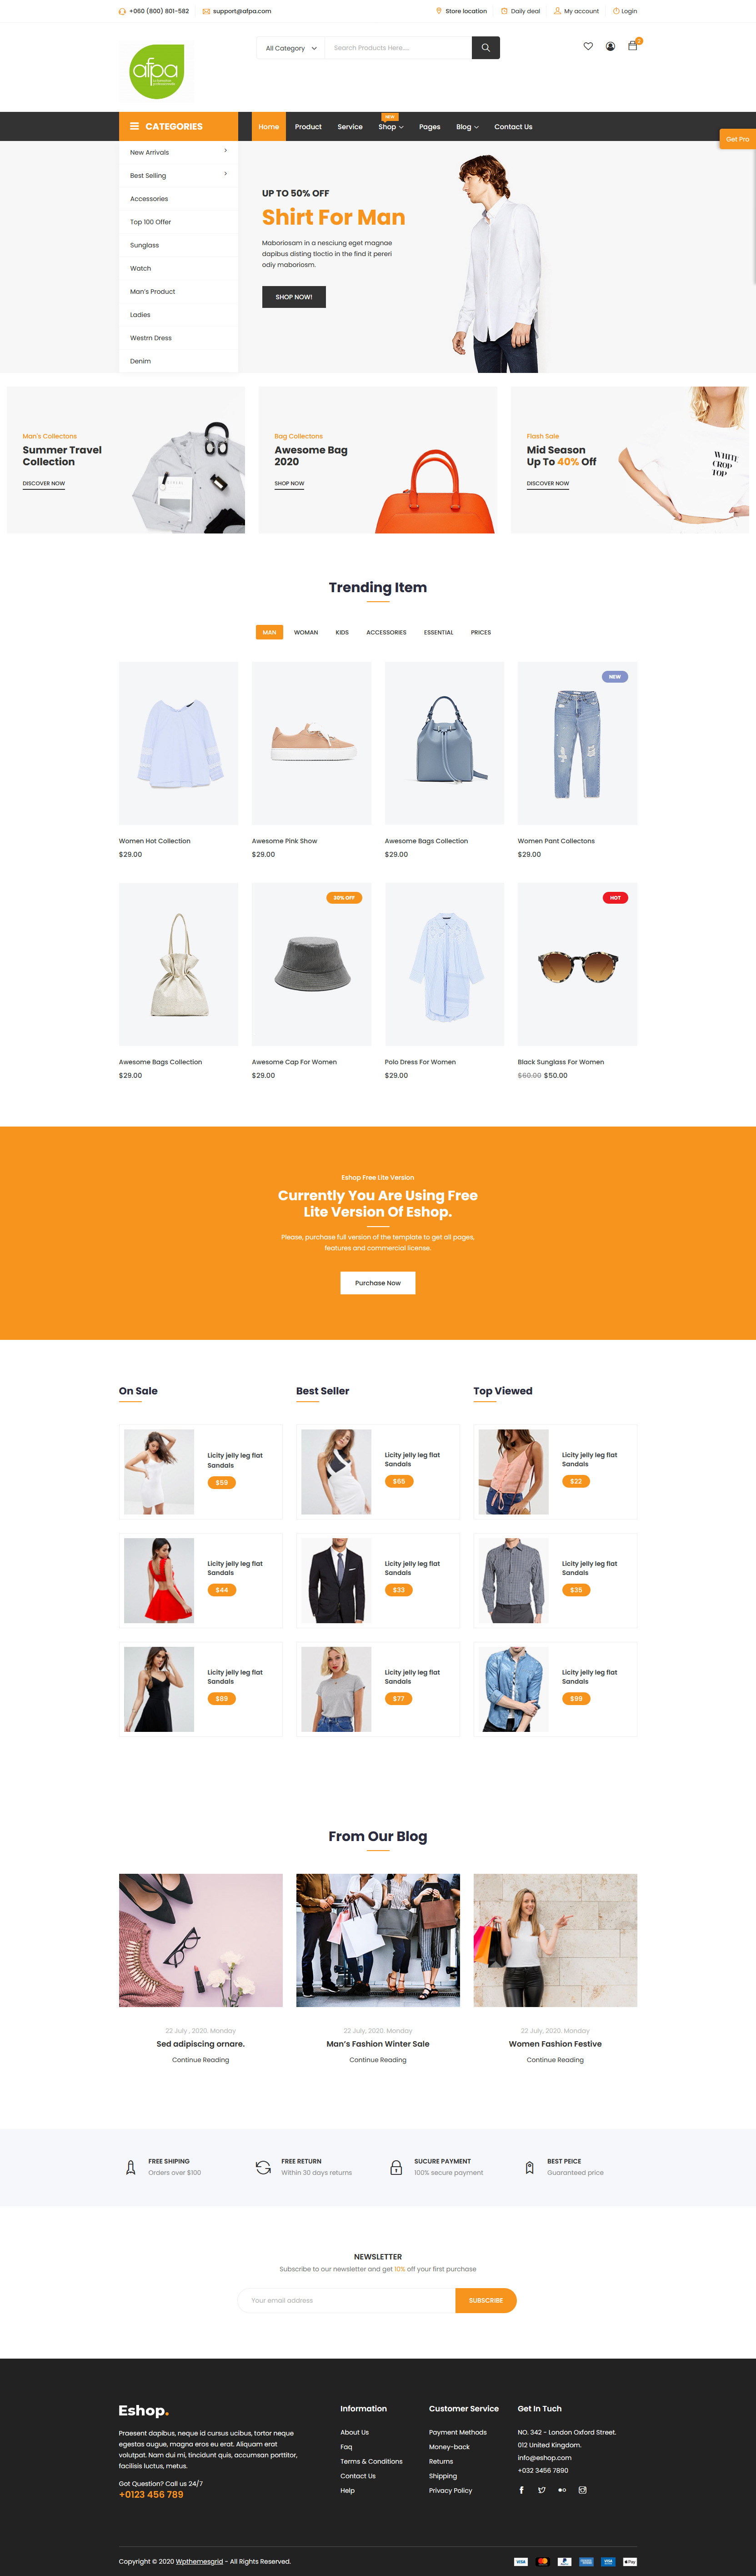 +060 (800) 801-582
support@afpa.com
Store location
Daily deal
My account
Login
afpa
All Category
Search Products Here.....
2
CATEGORIES
Home
Product
Service
NEW
Shop
Pages
Blog
Contact Us
Get Pro
New Arrivals
Best Selling
Accessories
Top 100 Offer
Sunglass
Watch
Man's Product
Ladies
Westrn Dress
Denim
UP TO 50% OFF
Shirt For Man
Maboriosam in a nesciung eget magnae
dapibus disting tloctio in the find it pereri
odiy maboriosm.
SHOP NOW!
Man's Collectons
Summer Travel
Collection
DISCOVER NOW
Bag Collectons
Awesome Bag
2020
SHOP NOW
Flash Sale
Mid Season
Up To 40% Off
DISCOVER NOW
WHITE
CROP
TOP
Trending Item
MAN
WOMAN
KIDS
ACCESSORIES
ESSENTIAL
PRICES
NEW
Women Hot Collection
$29.00
Awesome Pink Show
$29.00
Awesome Bags Collection
$29.00
Women Pant Collectons
$29.00
30% OFF
HOT
Awesome Bags Collection
$29.00
Awesome Cap For Women
$29.00
Polo Dress For Women
$29.00
Black Sunglass For Women
$60.00 $50.00
Eshop Free Lite Version
Currently You Are Using Free
Lite Version Of Eshop.
Please, purchase full version of the template to get all pages,
features and commercial license.
Purchase Now
On Sale
Best Seller
Top Viewed
Licity jelly leg flat
Sandals
$59
Licity jelly leg flat
Sandals
$65
Licity jelly leg flat
Sandals
$22
Licity jelly leg flat
Sandals
$44
Licity jelly leg flat
Sandals
$33
Licity jelly leg flat
Sandals
$35
Licity jelly leg flat
Sandals
$89
Licity jelly leg flat
Sandals
$77
Licity jelly leg flat
Sandals
$99
From Our Blog
22 July , 2020. Monday
Sed adipiscing ornare.
Continue Reading
22 July, 2020. Monday
Man's Fashion Winter Sale
Continue Reading
22 July, 2020. Monday
Women Fashion Festive
Continue Reading
FREE SHIPING
Orders over $100
FREE RETURN
Within 30 days returns
SUCURE PAYMENT
100% secure payment
BEST PEICE
Guaranteed price
NEWSLETTER
Subscribe to our newsletter and get 10% off your first purchase
Your email address
SUBSCRIBE
Eshop.
Praesent dapibus, neque id cursus ucibus, tortor neque
egestas augue, magna eros eu erat. Aliquam erat
volutpat. Nam dui mi, tincidunt quis, accumsan porttitor,
facilisis luctus, metus.
Got Question? Call us 24/7
+0123 456 789
Information
About Us
Faq
Terms & Conditions
Contact Us
Help
Customer Service
Payment Methods
Money-back
Returns
Shipping
Privacy Policy
Get In Tuch
NO. 342 - London Oxford Street.
012 United Kingdom.
info@eshop.com
+032 3456 7890
Copyright © 2020 Wpthemesgrid - All Rights Reserved.
VISA
Pay